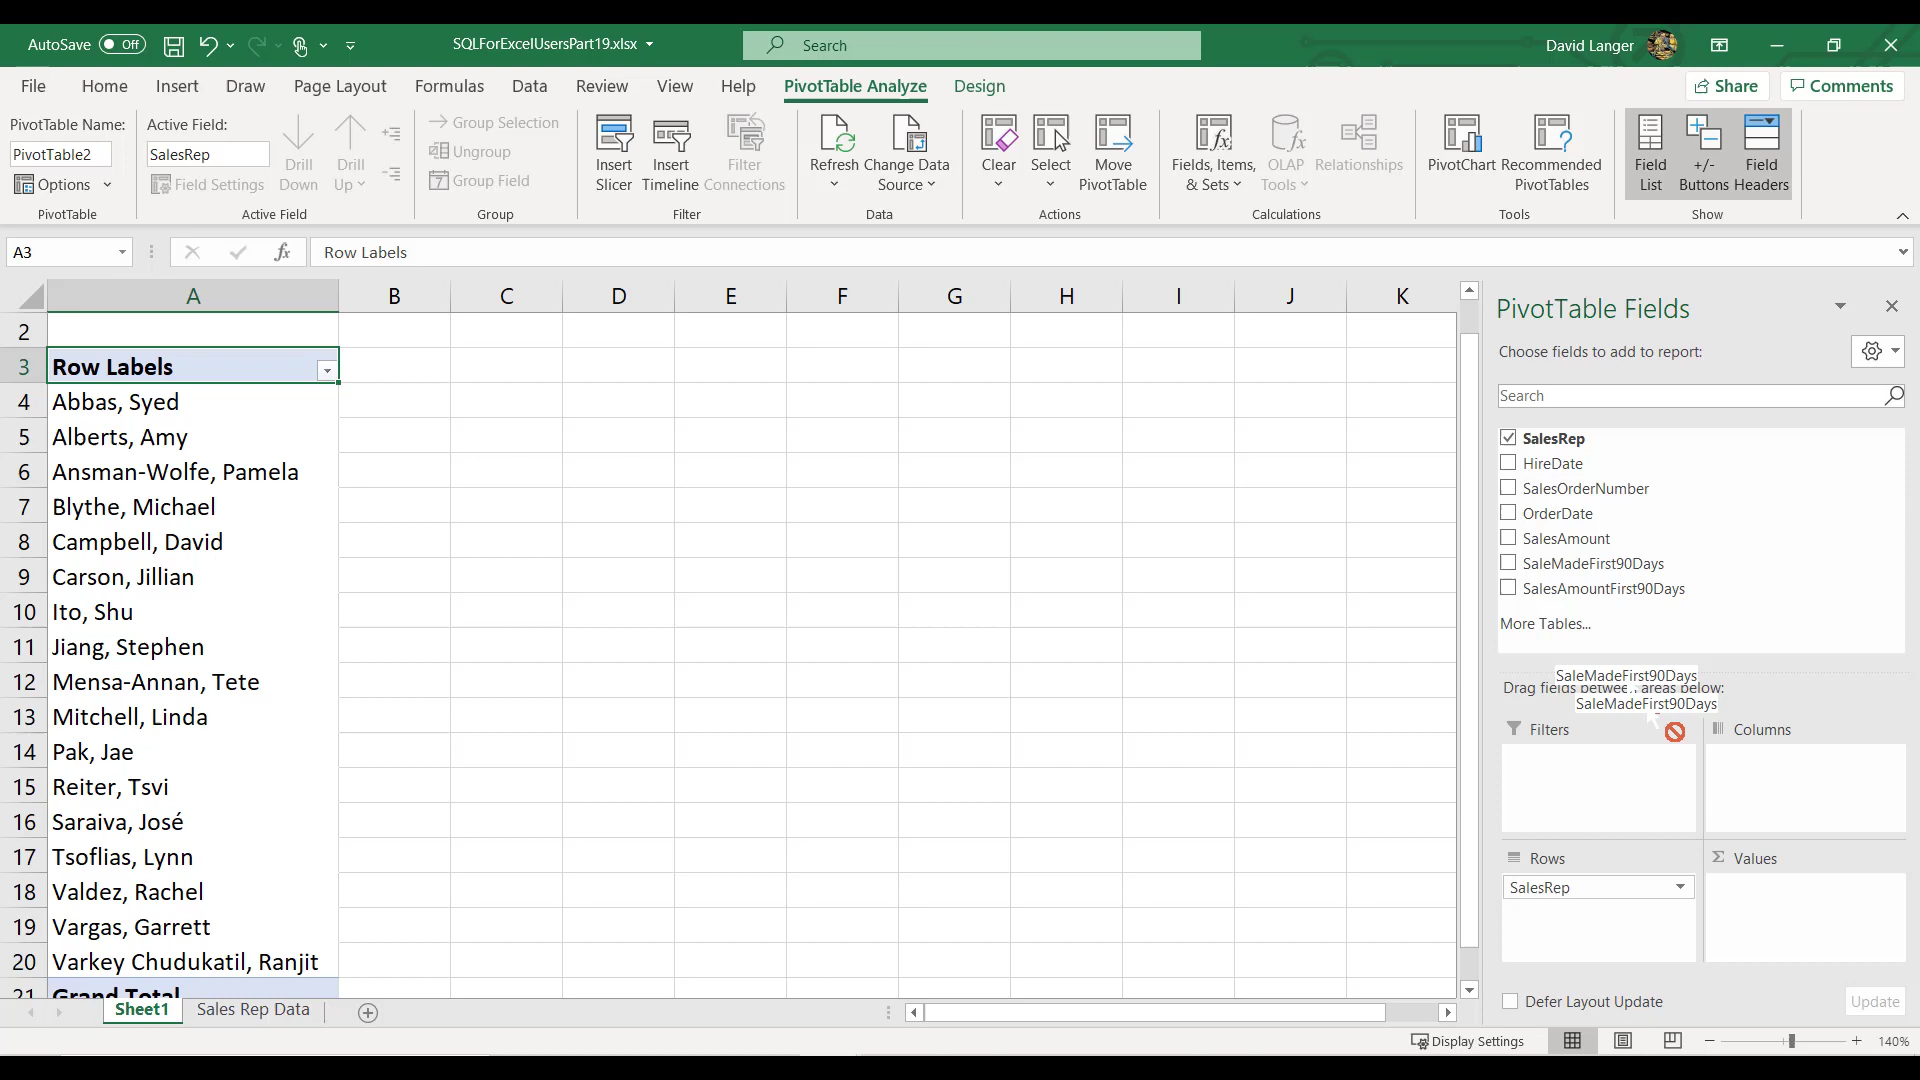 AutoSave Off
SQLForExcelUsersPart19.xlsx
Search
David Langer
File Home Insert Draw Page Layout Formulas Data Review View Help PivotTable Analyze Design
Share Comments
PivotTable Name:
PivotTable2
Options
PivotTable
Active Field:
SalesRep
Field Settings
Drill Down
Drill Up
Active Field
Group Selection
Ungroup
7 Group Field
Group
Insert Slicer
Insert Timeline
Filter Connections
Filter
Refresh
Change Data Source
Data
Clear
Select
Move PivotTable
Actions
Fields, Items, & Sets
OLAP Tools
Relationships
Calculations
PivotChart
Recommended PivotTables
Tools
Field List
+/- Buttons
Field Headers
Show
A3
fx
Row Labels
A B C D E F G H I J K
2
3 Row Labels
4 Abbas, Syed
5 Alberts, Amy
6 Ansman-Wolfe, Pamela
7 Blythe, Michael
8 Campbell, David
9 Carson, Jillian
10 Ito, Shu
11 Jiang, Stephen
12 Mensa-Annan, Tete
13 Mitchell, Linda
14 Pak, Jae
15 Reiter, Tsvi
16 Saraiva, José
17 Tsoflias, Lynn
18 Valdez, Rachel
19 Vargas, Garrett
20 Varkey Chudukatil, Ranjit
21 Grand Total
Sheet1 Sales Rep Data
PivotTable Fields
Choose fields to add to report:
Search
SalesRep
HireDate
SalesOrderNumber
OrderDate
SalesAmount
SaleMadeFirst90Days
SalesAmountFirst90Days
More Tables...
SaleMadeFirst90Days
Drag fields between areas below:
SaleMadeFirst90Days
Filters
Columns
Rows
SalesRep
Σ Values
Defer Layout Update
Update
Display Settings
140%